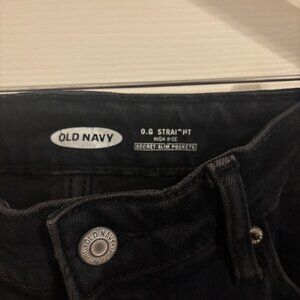 OLD NAVY
O.G STRAIGHT
HIGH RISE
SECRET-SLIM POCKETS
OLD NAVY